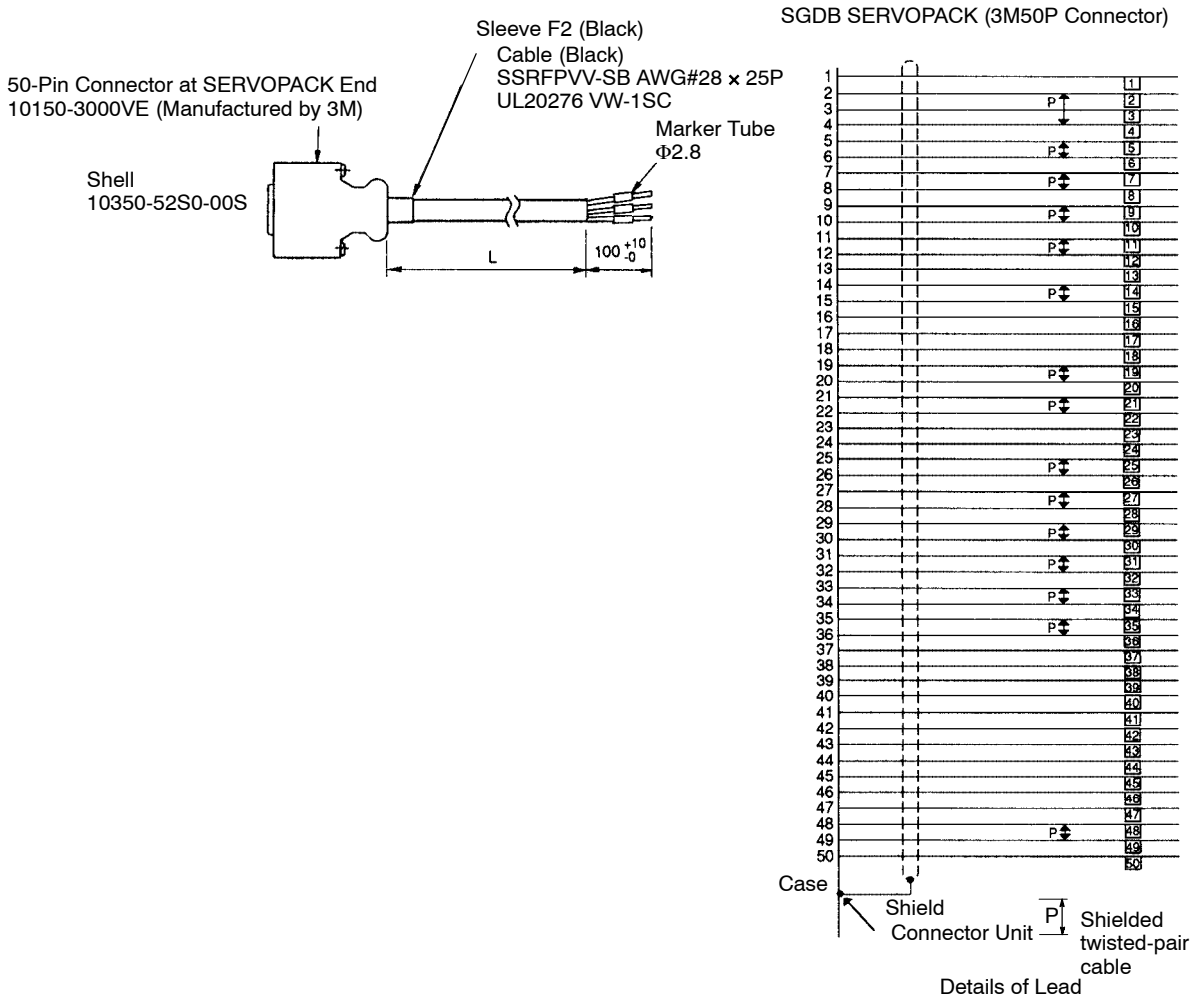 SGDB SERVOPACK (3M50P Connector)
Sleeve F2 (Black)
Cable (Black)
SSRFPVV-SB AWG#28 × 25P
UL20276 VW-1SC
50-Pin Connector at SERVOPACK End
10150-3000VE (Manufactured by 3M)
Marker Tube
Φ2.8
Shell
10350-52S0-00S
L
100 +10 -0
1 1
2 P 2
3 3
4 4
5 P 5
6 6
7 P 7
8 8
9 P 9
10 10
11 P 11
12 12
13 13
14 P 14
15 15
16 16
17 17
18 18
19 P 19
20 20
21 P 21
22 22
23 23
24 24
25 P 25
26 26
27 P 27
28 28
29 P 29
30 30
31 P 31
32 32
33 P 33
34 34
35 P 35
36 36
37 37
38 38
39 39
40 40
41 41
42 42
43 43
44 44
45 45
46 46
47 47
48 P 48
49 49
50 50
Case
Shield
Connector Unit
P Shielded
twisted-pair
cable
Details of Lead